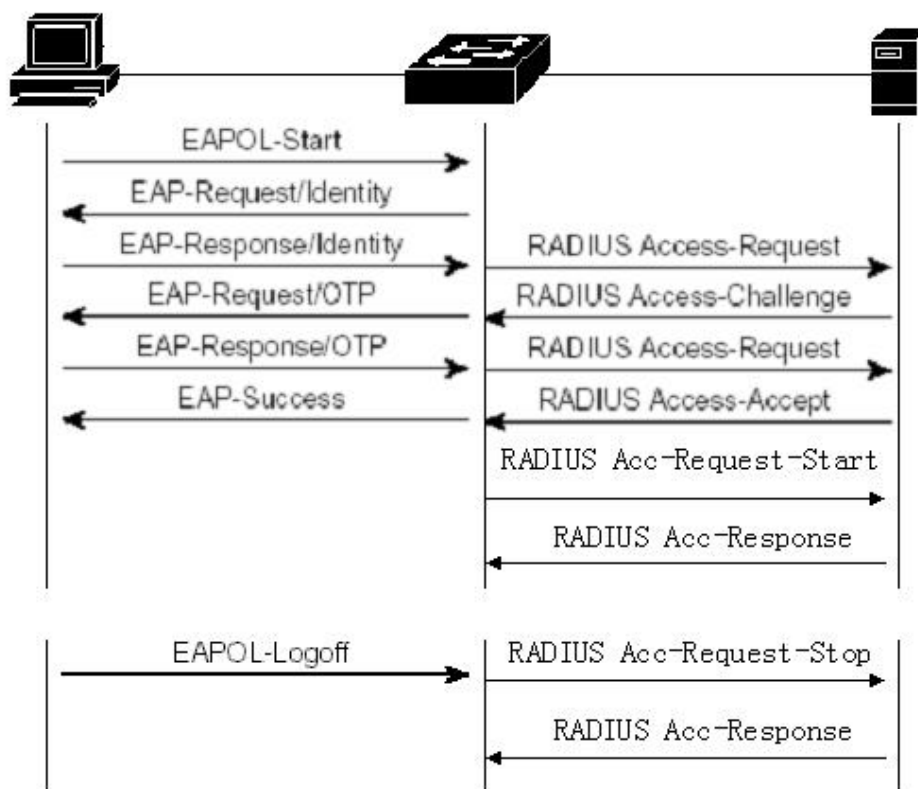 EAPOL-Start
EAP-Request/Identity
EAP-Response/Identity RADIUS Access-Request
EAP-Request/OTP RADIUS Access-Challenge
EAP-Response/OTP RADIUS Access-Request
EAP-Success RADIUS Access-Accept
RADIUS Acc-Request-Start
RADIUS Acc-Response
EAPOL-Logoff RADIUS Acc-Request-Stop
RADIUS Acc-Response